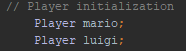 // Player initialization
Player mario;
Player luigi;